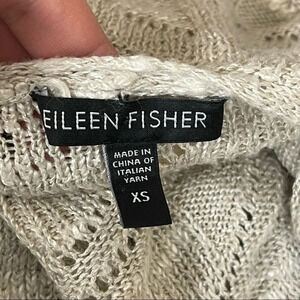 EILEEN FISHER
MADE IN
CHINA OF
ITALIAN
YARN
XS